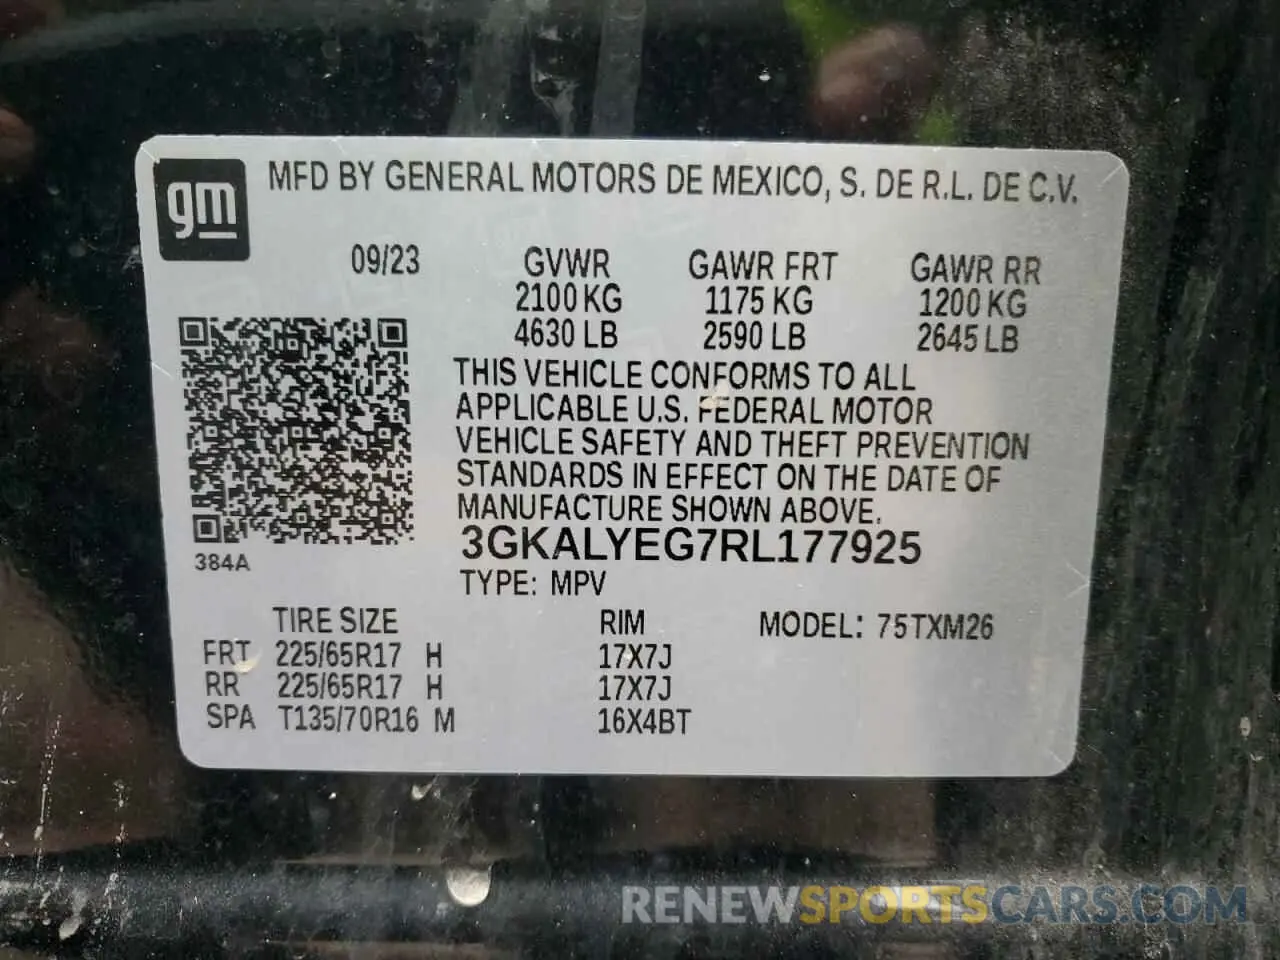 gm
MFD BY GENERAL MOTORS DE MEXICO, S. DE R.L. DE C.V.
09/23 GVWR GAWR FRT GAWR RR
2100 KG 1175 KG 1200 KG
4630 LB 2590 LB 2645 LB
THIS VEHICLE CONFORMS TO ALL
APPLICABLE U.S. FEDERAL MOTOR
VEHICLE SAFETY AND THEFT PREVENTION
STANDARDS IN EFFECT ON THE DATE OF
MANUFACTURE SHOWN ABOVE.
3GKALYEG7RL177925
384A
TYPE: MPV
TIRE SIZE RIM MODEL: 75TXM26
FRT 225/65R17 H 17X7J
RR 225/65R17 H 17X7J
SPA T135/70R16 M 16X4BT
RENEWSPORTSCARS.COM